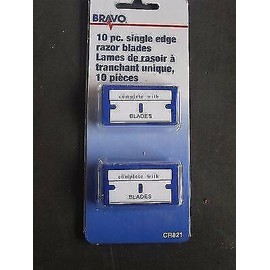 BRAVO
10 pc. single edge
razor blades
Lames de rasoir à
tranchant unique,
10 pièces
complete with
BLADES
complete with
BLADES
CR821